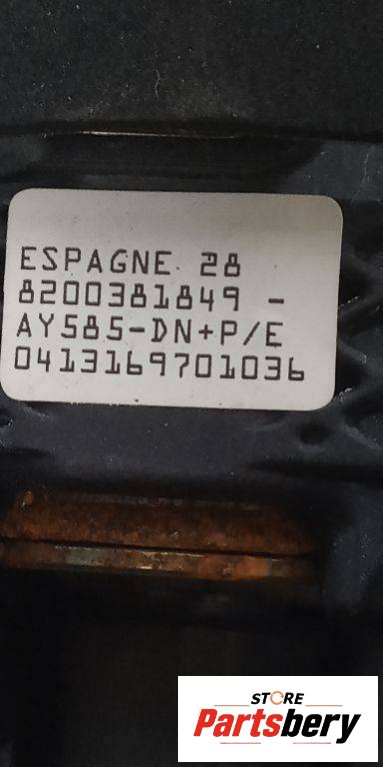 ESPAGNE. 28
8200381849 -
AY585-DN+P/E
0413169701036
STORE
Partsbery